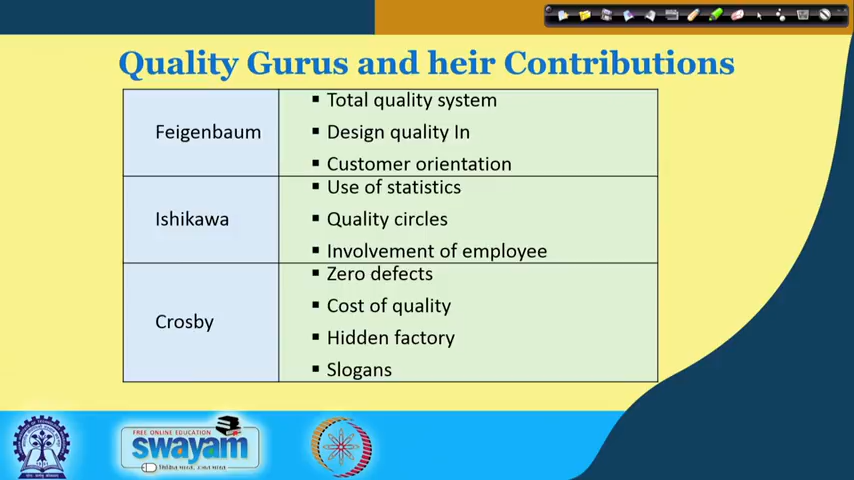 Quality Gurus and heir Contributions
Feigenbaum
▪ Total quality system
▪ Design quality In
▪ Customer orientation
Ishikawa
▪ Use of statistics
▪ Quality circles
▪ Involvement of employee
Crosby
▪ Zero defects
▪ Cost of quality
▪ Hidden factory
▪ Slogans
FREE ONLINE EDUCATION
swayam